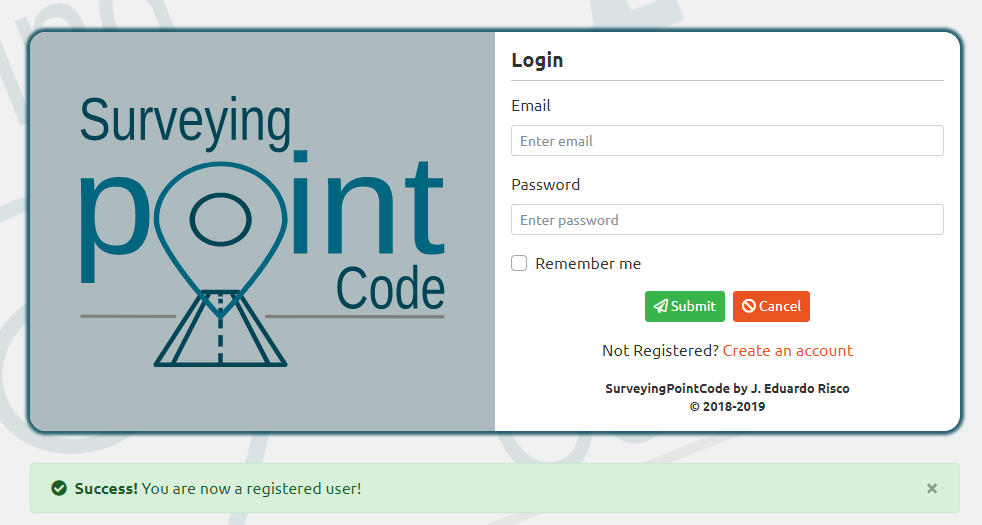 Surveying
point
Code
Login
Email
Enter email
Password
Enter password
Remember me
Submit Cancel
Not Registered? Create an account
SurveyingPointCode by J. Eduardo Risco
© 2018-2019
Success! You are now a registered user! ×